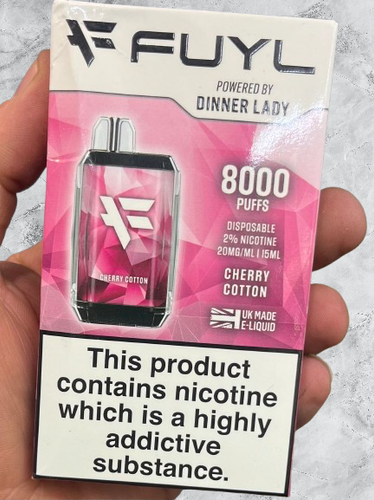 FUYL
POWERED BY
DINNER LADY
8000
PUFFS
DISPOSABLE
2% NICOTINE
20MG/ML | 15ML
CHERRY
COTTON
CHERRY COTTON
UK MADE
E-LIQUID
This product
contains nicotine
which is a highly
addictive
substance.